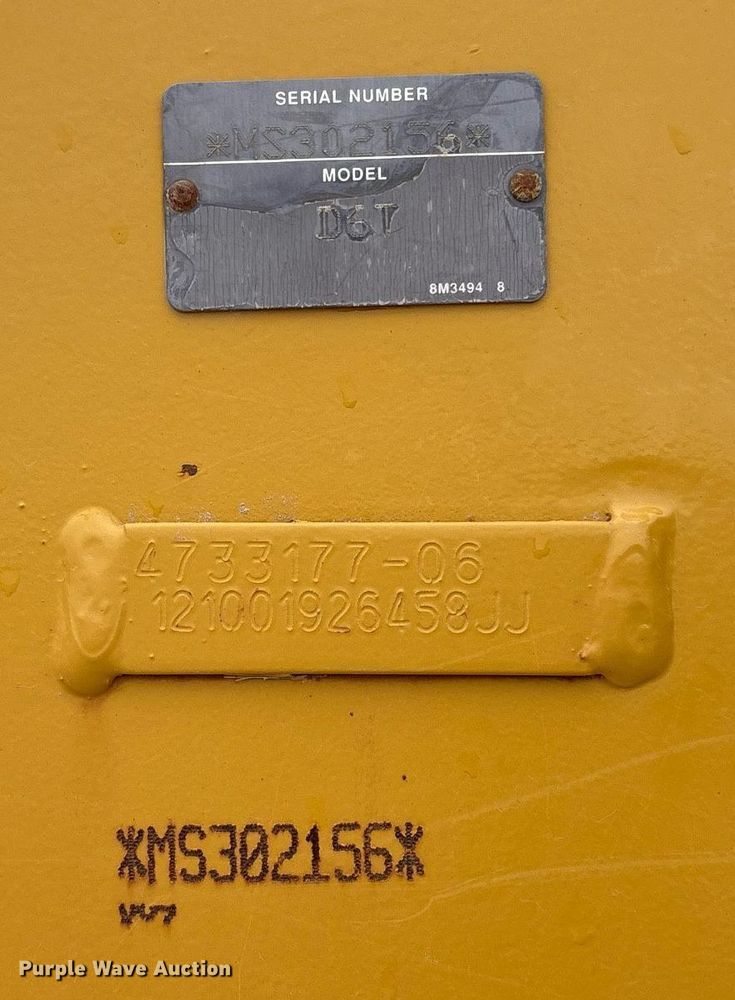 SERIAL NUMBER
*MS302156*
MODEL
D6T
8M3494 8
4733177-06
121001926458JJ
*MS302156*
Purple Wave Auction